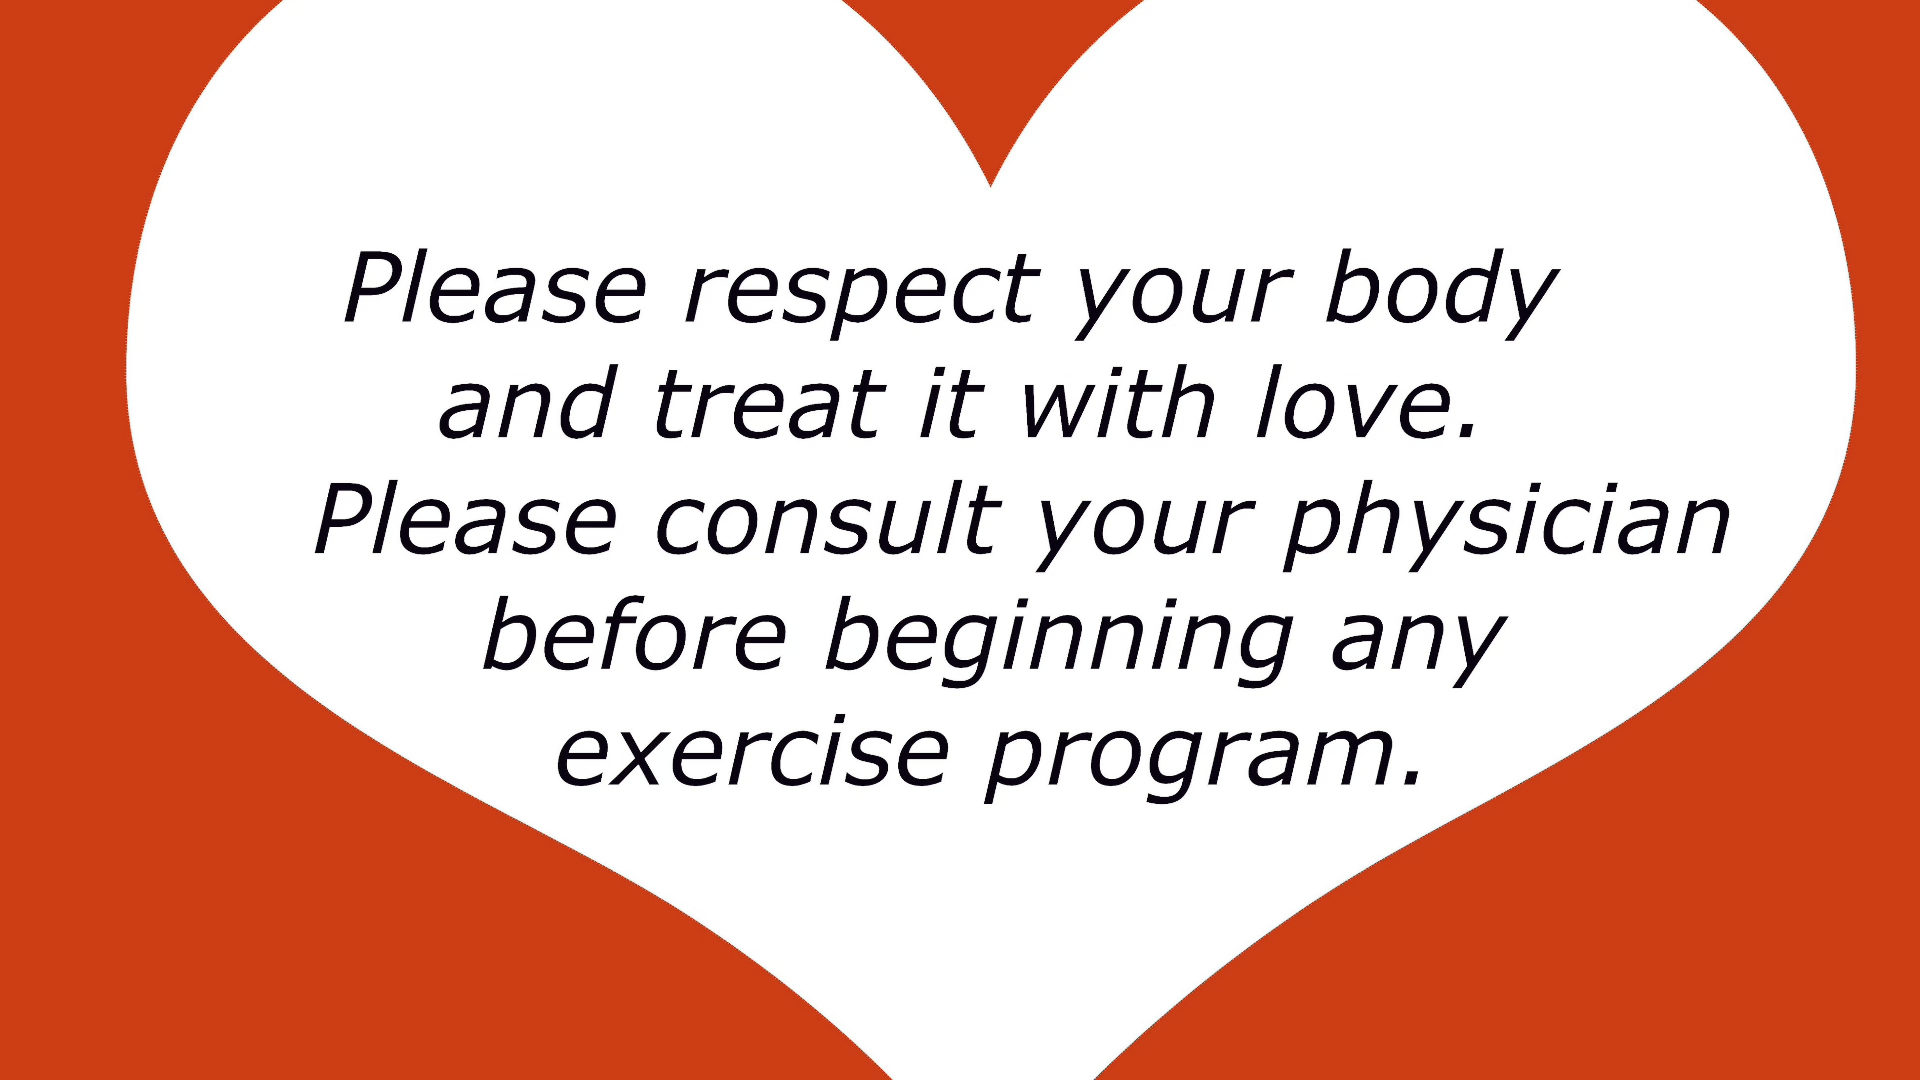 Please respect your body
and treat it with love.
Please consult your physician
before beginning any
exercise program.